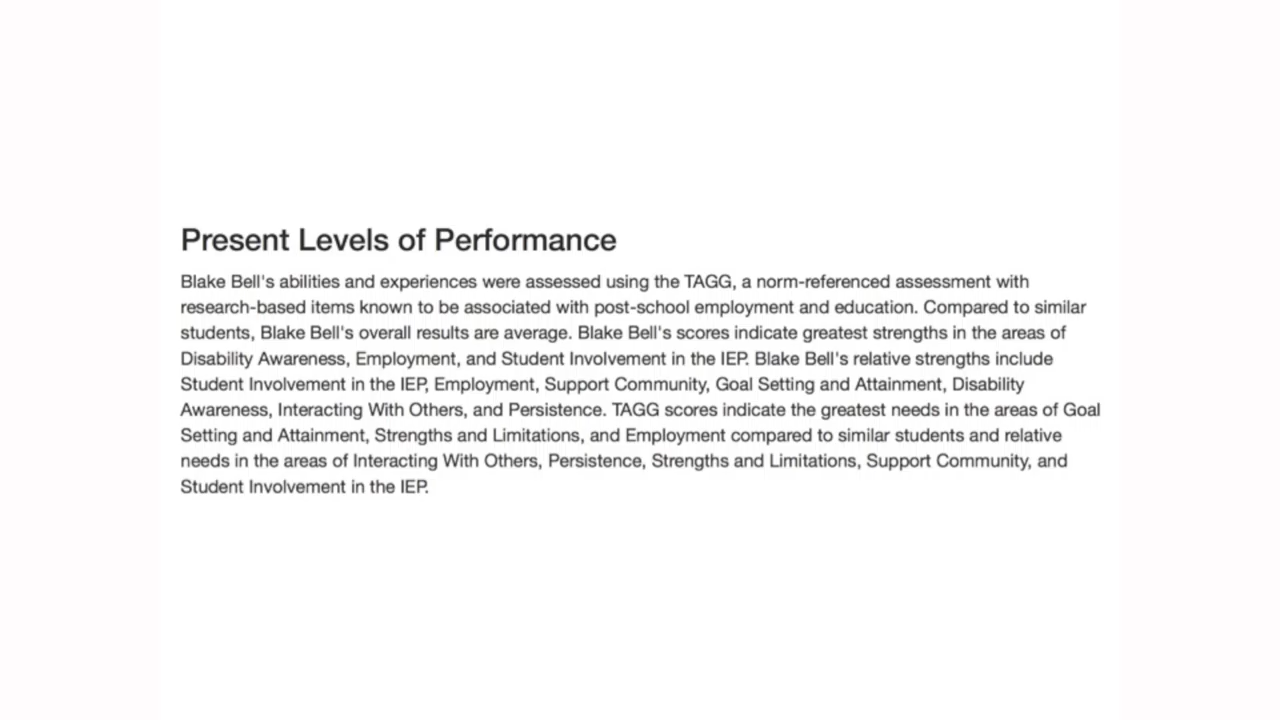 Present Levels of Performance
Blake Bell's abilities and experiences were assessed using the TAGG, a norm-referenced assessment with
research-based items known to be associated with post-school employment and education. Compared to similar
students, Blake Bell's overall results are average. Blake Bell's scores indicate greatest strengths in the areas of
Disability Awareness, Employment, and Student Involvement in the IEP. Blake Bell's relative strengths include
Student Involvement in the IEP, Employment, Support Community, Goal Setting and Attainment, Disability
Awareness, Interacting With Others, and Persistence. TAGG scores indicate the greatest needs in the areas of Goal
Setting and Attainment, Strengths and Limitations, and Employment compared to similar students and relative
needs in the areas of Interacting With Others, Persistence, Strengths and Limitations, Support Community, and
Student Involvement in the IEP.